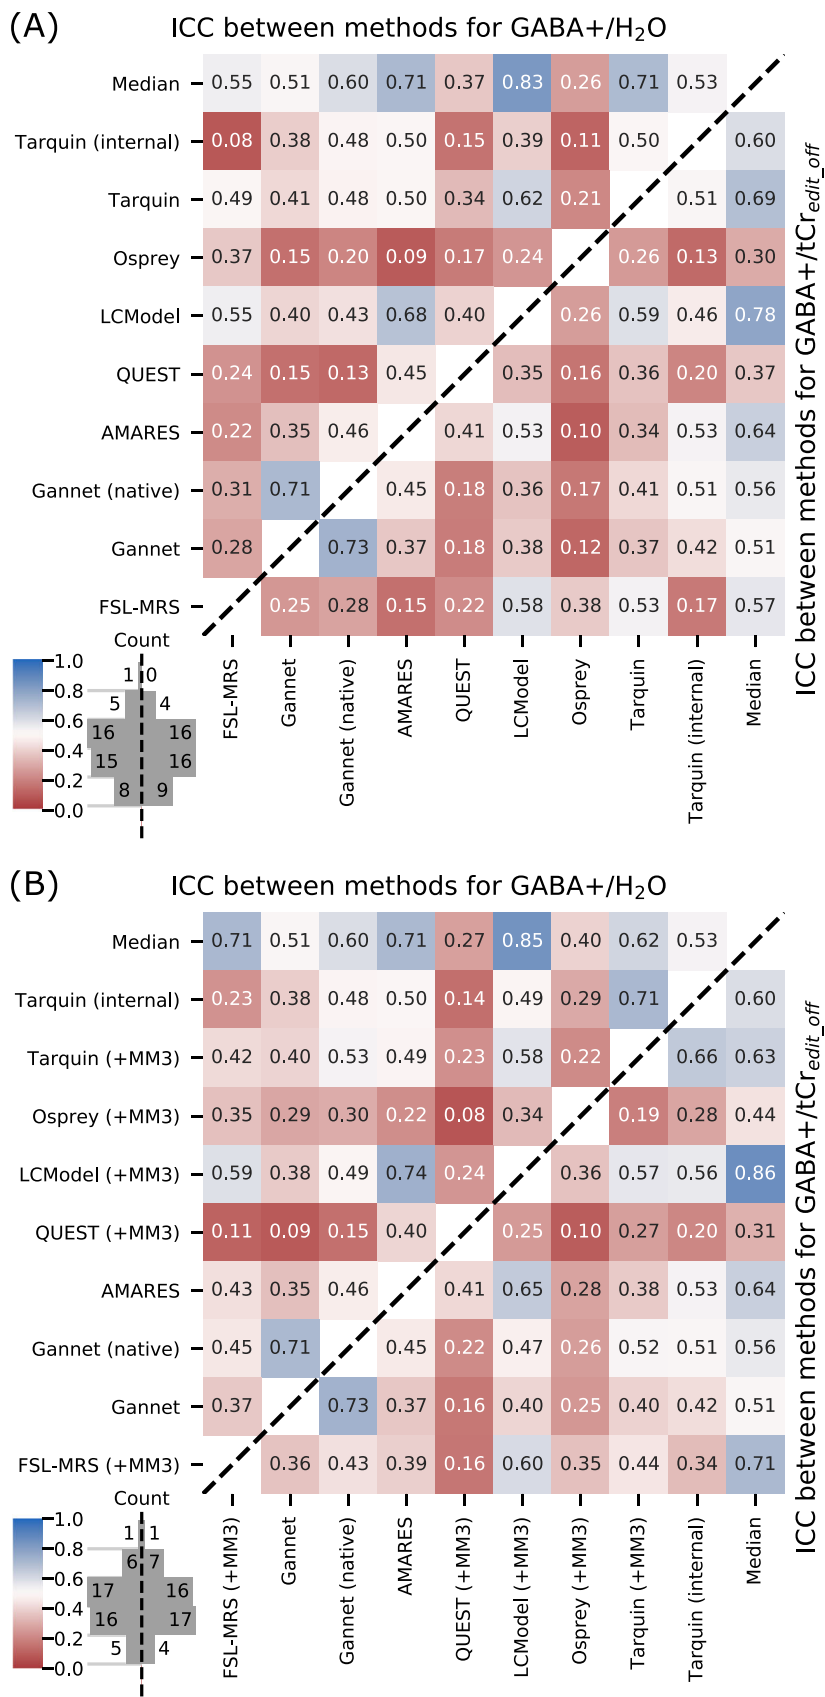 (A) ICC between methods for GABA+/H₂O
Median 0.55 0.51 0.60 0.71 0.37 0.83 0.26 0.71 0.53
Tarquin (internal) 0.08 0.38 0.48 0.50 0.15 0.39 0.11 0.50 0.60
Tarquin 0.49 0.41 0.48 0.50 0.34 0.62 0.21 0.51 0.69
Osprey 0.37 0.15 0.20 0.09 0.17 0.24 0.26 0.13 0.30
LCModel 0.55 0.40 0.43 0.68 0.40 0.26 0.59 0.46 0.78
QUEST 0.24 0.15 0.13 0.45 0.35 0.16 0.36 0.20 0.37
AMARES 0.22 0.35 0.46 0.41 0.53 0.10 0.34 0.53 0.64
Gannet (native) 0.31 0.71 0.45 0.18 0.36 0.17 0.41 0.51 0.56
Gannet 0.28 0.73 0.37 0.18 0.38 0.12 0.37 0.42 0.51
FSL-MRS 0.25 0.28 0.15 0.22 0.58 0.38 0.53 0.17 0.57
ICC between methods for GABA+/tCr_edit_off
FSL-MRS
Gannet
Gannet (native)
AMARES
QUEST
LCModel
Osprey
Tarquin
Tarquin (internal)
Median
Count
1.0
0.8
0.6
0.4
0.2
0.0
1 0
5 4
16 16
15 16
8 9
(B) ICC between methods for GABA+/H₂O
Median 0.71 0.51 0.60 0.71 0.27 0.85 0.40 0.62 0.53
Tarquin (internal) 0.23 0.38 0.48 0.50 0.14 0.49 0.29 0.71 0.60
Tarquin (+MM3) 0.42 0.40 0.53 0.49 0.23 0.58 0.22 0.66 0.63
Osprey (+MM3) 0.35 0.29 0.30 0.22 0.08 0.34 0.19 0.28 0.44
LCModel (+MM3) 0.59 0.38 0.49 0.74 0.24 0.36 0.57 0.56 0.86
QUEST (+MM3) 0.11 0.09 0.15 0.40 0.25 0.10 0.27 0.20 0.31
AMARES 0.43 0.35 0.46 0.41 0.65 0.28 0.38 0.53 0.64
Gannet (native) 0.45 0.71 0.45 0.22 0.47 0.26 0.52 0.51 0.56
Gannet 0.37 0.73 0.37 0.16 0.40 0.25 0.40 0.42 0.51
FSL-MRS (+MM3) 0.36 0.43 0.39 0.16 0.60 0.35 0.44 0.34 0.71
ICC between methods for GABA+/tCr_edit_off
FSL-MRS (+MM3)
Gannet
Gannet (native)
AMARES
QUEST (+MM3)
LCModel (+MM3)
Osprey (+MM3)
Tarquin (+MM3)
Tarquin (internal)
Median
Count
1.0
0.8
0.6
0.4
0.2
0.0
1 1
6 7
17 16
16 17
5 4